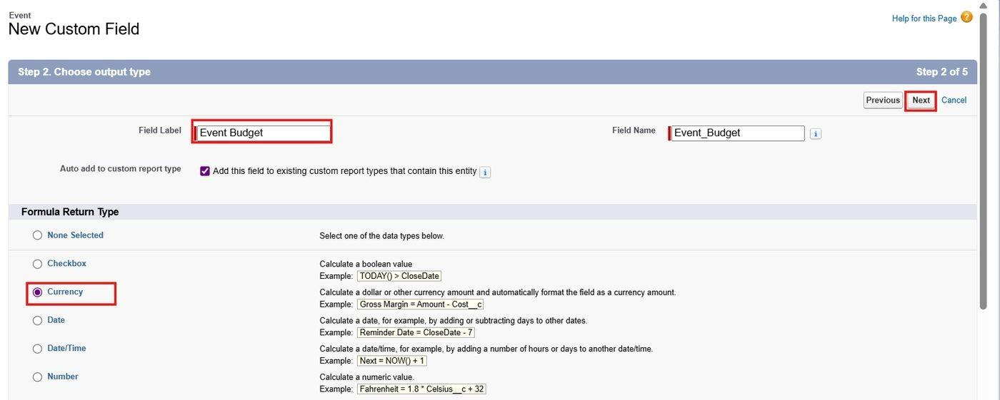 Event
New Custom Field
Help for this Page ?
Step 2. Choose output type
Step 2 of 5
Previous Next Cancel
Field Label Event Budget
Field Name Event_Budget i
Auto add to custom report type Add this field to existing custom report types that contain this entity i
Formula Return Type
None Selected Select one of the data types below.
Checkbox Calculate a boolean value
Example: TODAY() > CloseDate
Currency Calculate a dollar or other currency amount and automatically format the field as a currency amount.
Example: Gross Margin = Amount - Cost__c
Date Calculate a date, for example, by adding or subtracting days to other dates.
Example: Reminder Date = CloseDate - 7
Date/Time Calculate a date/time, for example, by adding a number of hours or days to another date/time.
Example: Next = NOW() + 1
Number Calculate a numeric value.
Example: Fahrenheit = 1.8 * Celsius__c + 32